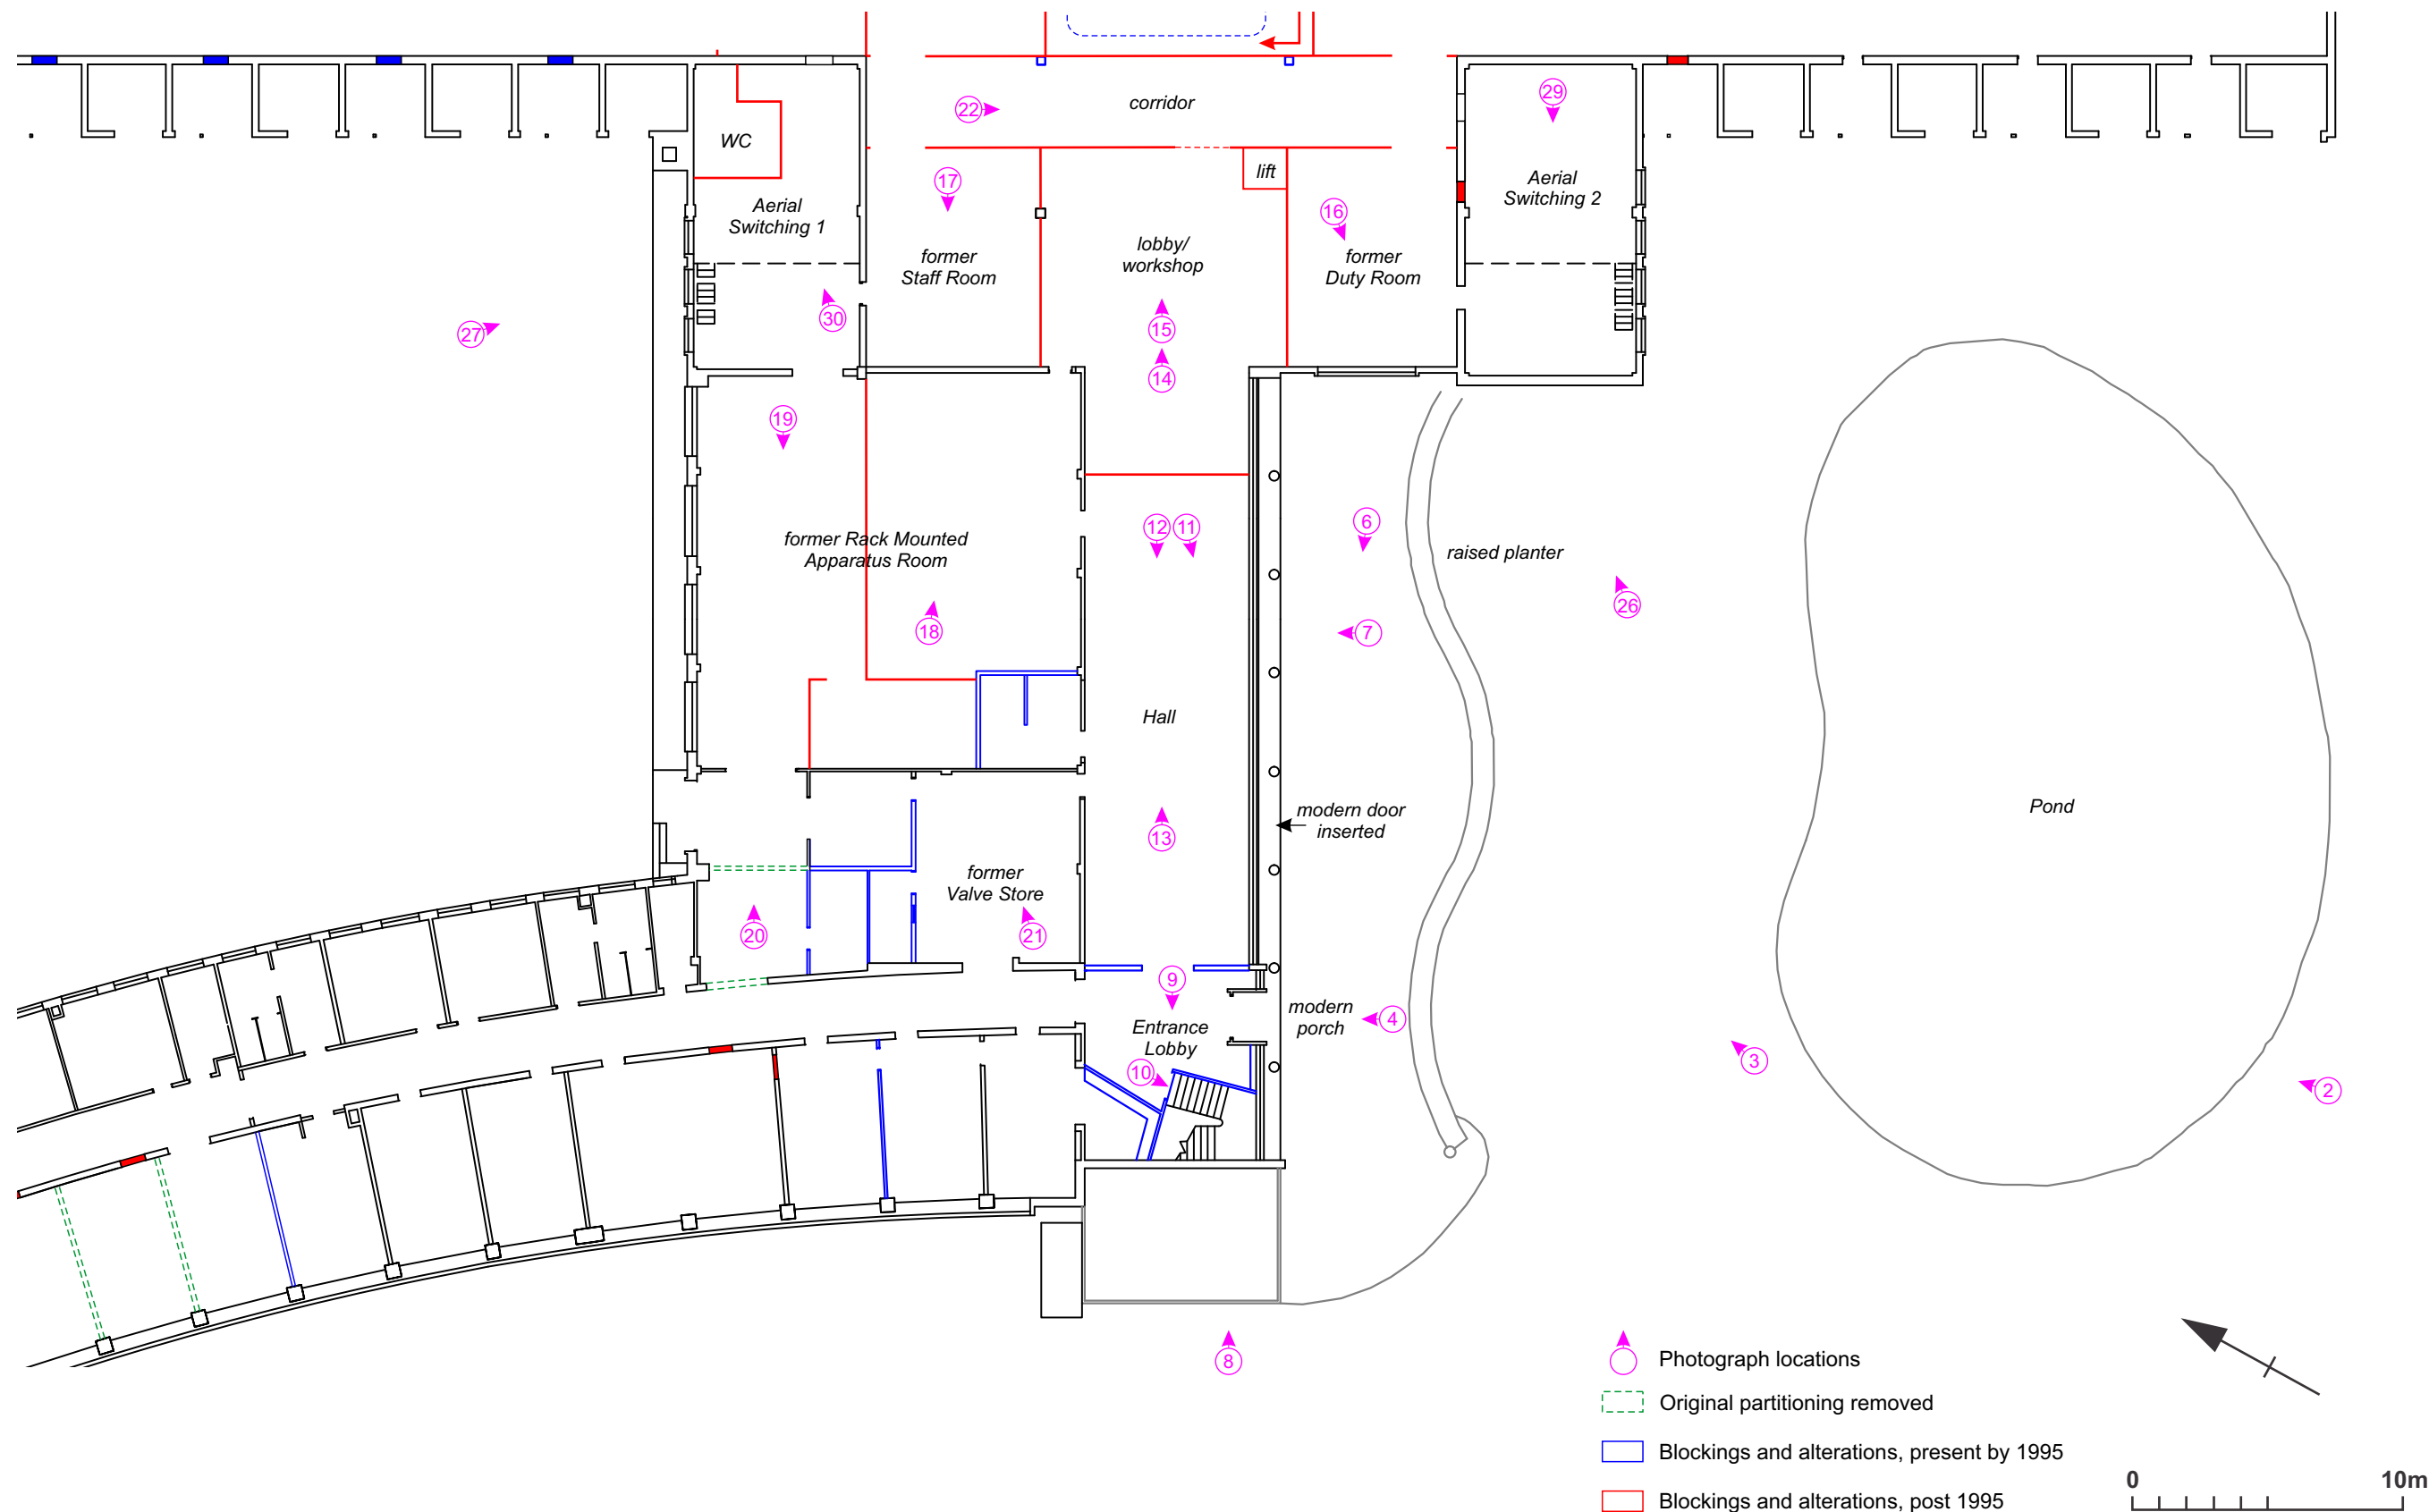 22
corridor
29
WC
lift
17
Aerial
Switching 1
Aerial
Switching 2
16
former
Staff Room
lobby/
workshop
former
Duty Room
27
30
15
14
19
12
11
6
former Rack Mounted
Apparatus Room
raised planter
26
18
7
Hall
13
modern door
inserted
Pond
former
Valve Store
20
21
9
modern
porch
4
Entrance
Lobby
10
3
2
8
Photograph locations
Original partitioning removed
Blockings and alterations, present by 1995
Blockings and alterations, post 1995
0
10m